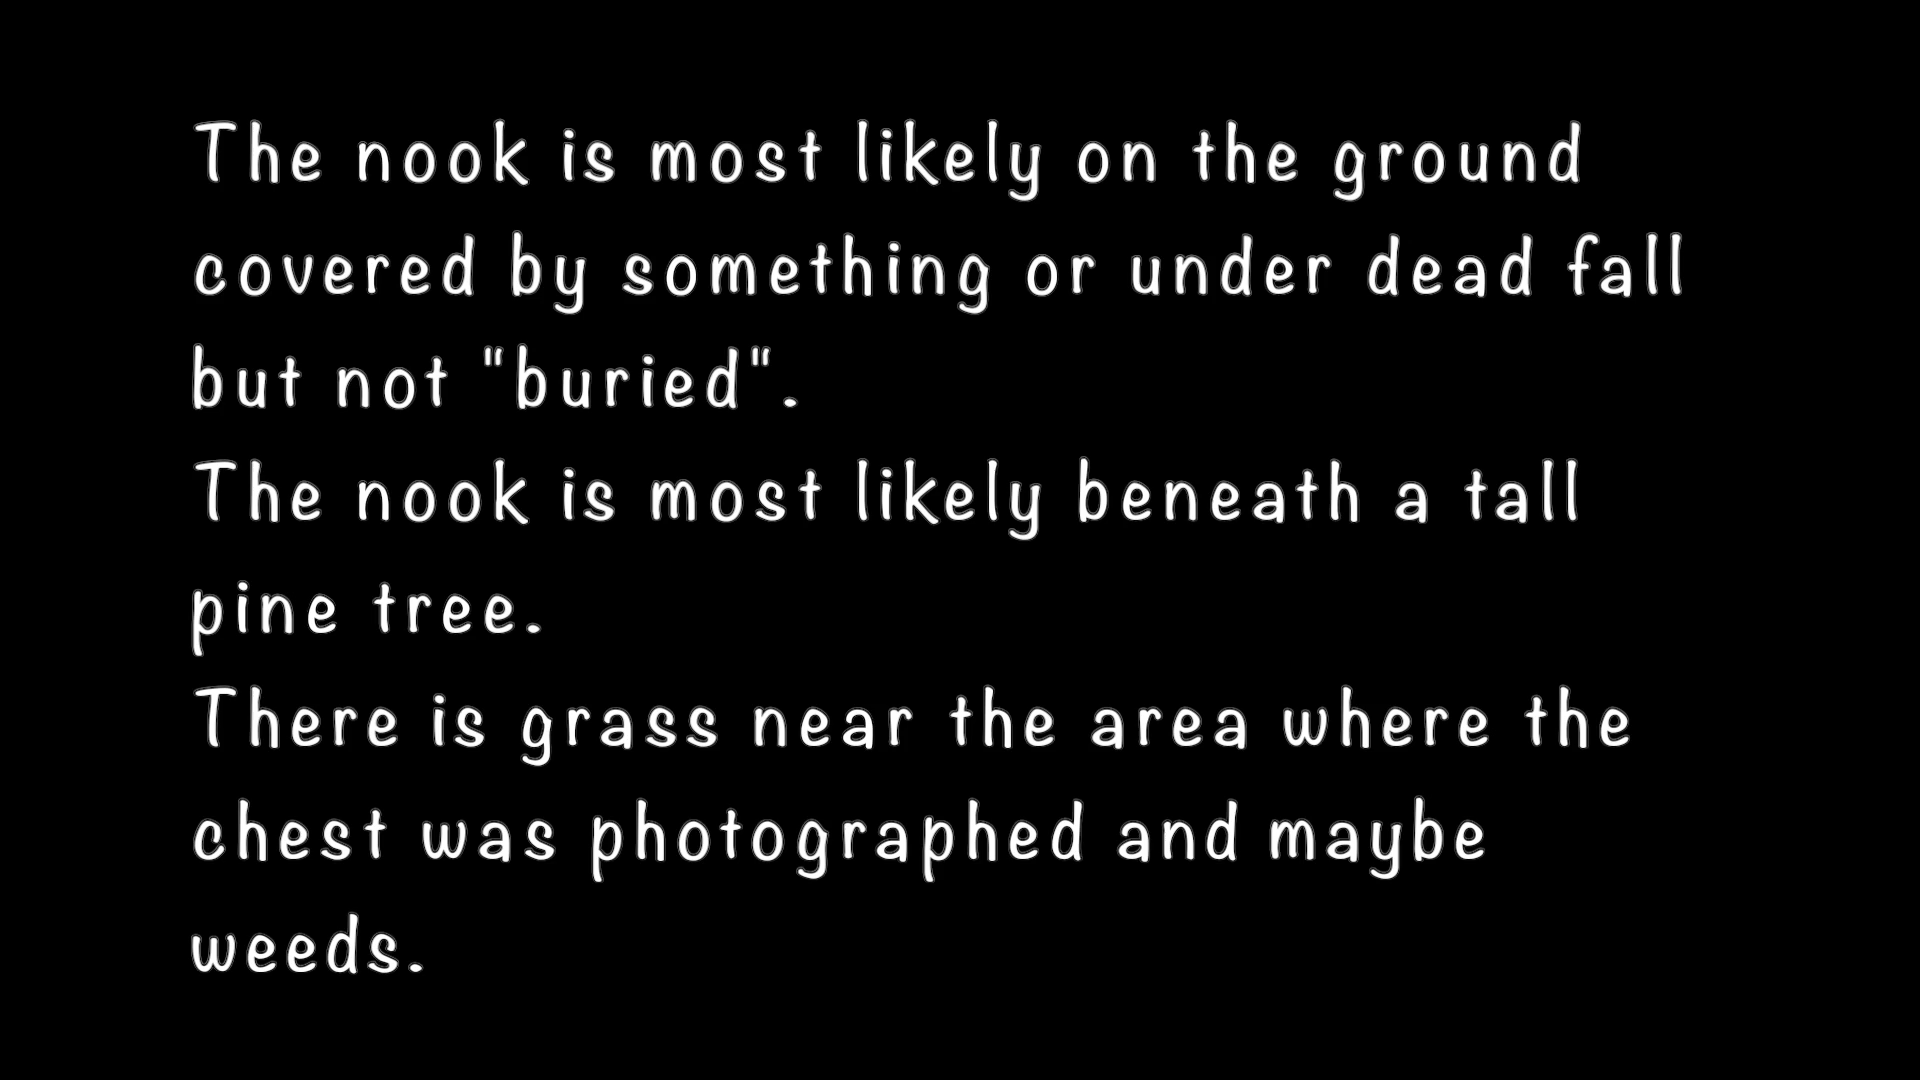 The nook is most likely on the ground
covered by something or under dead fall
but not "buried".
The nook is most likely beneath a tall
pine tree.
There is grass near the area where the
chest was photographed and maybe
weeds.